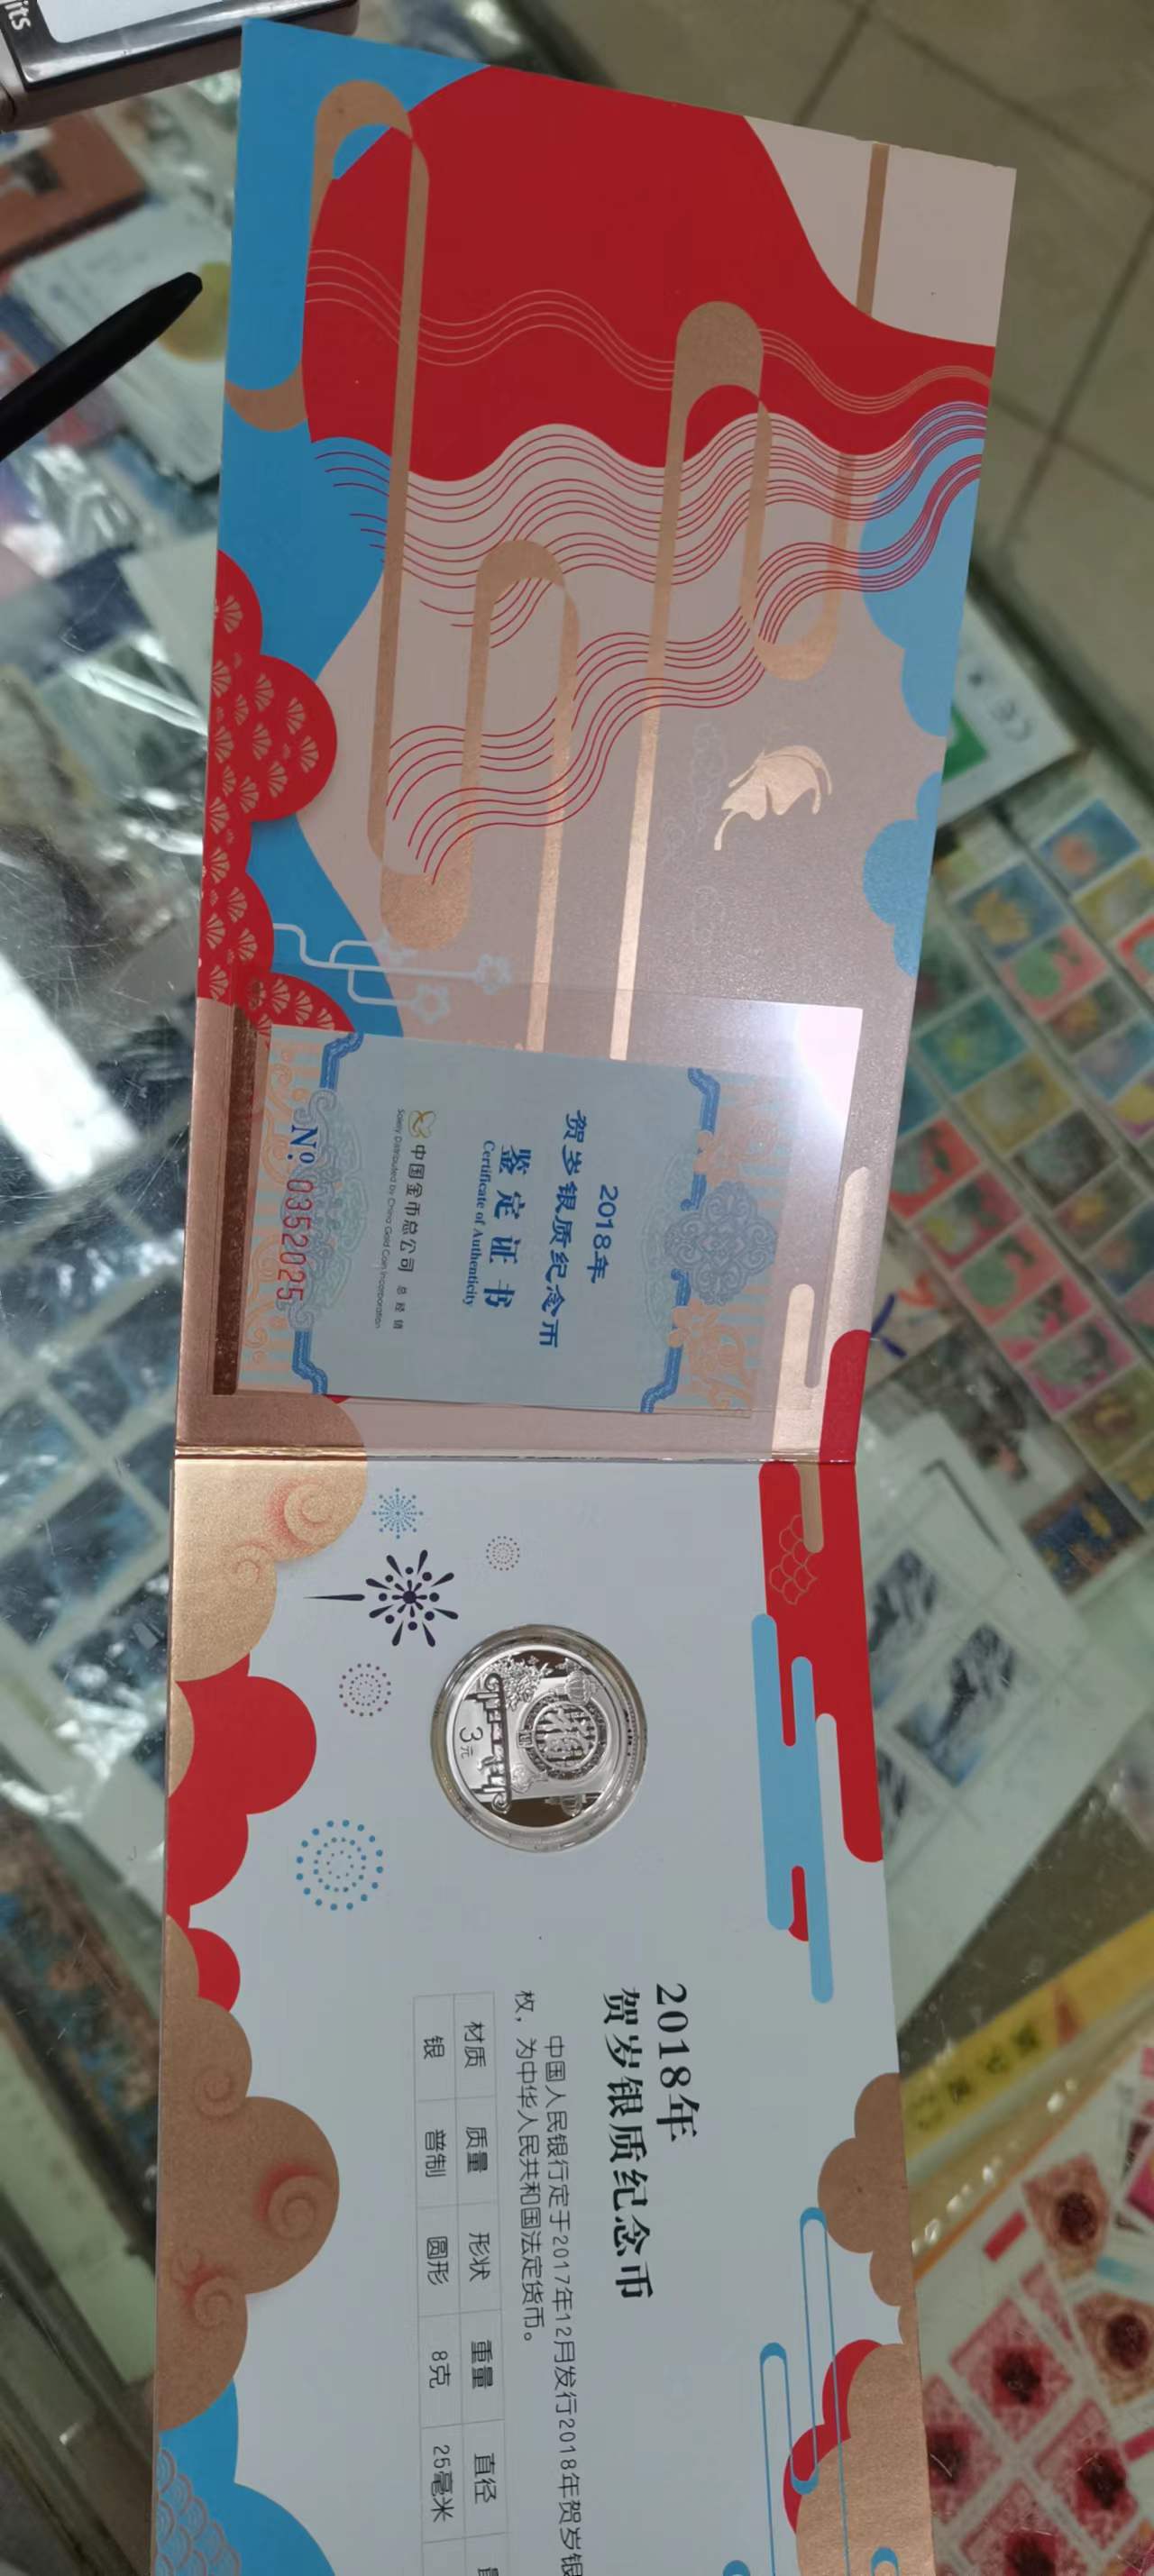 its
2018年
贺岁银质纪念币
鉴定证书
Certificate of Authenticity
中国金币总公司 总经销
Solely Distributed by China Gold Coin Incorporation
№ 0352025
福
3元
2018年
贺岁银质纪念币
中国人民银行定于2017年12月发行2018年贺岁银
枚，为中华人民共和国法定货币。
材质 质量 形状 重量 直径
银 普制 圆形 8克 25毫米
CE